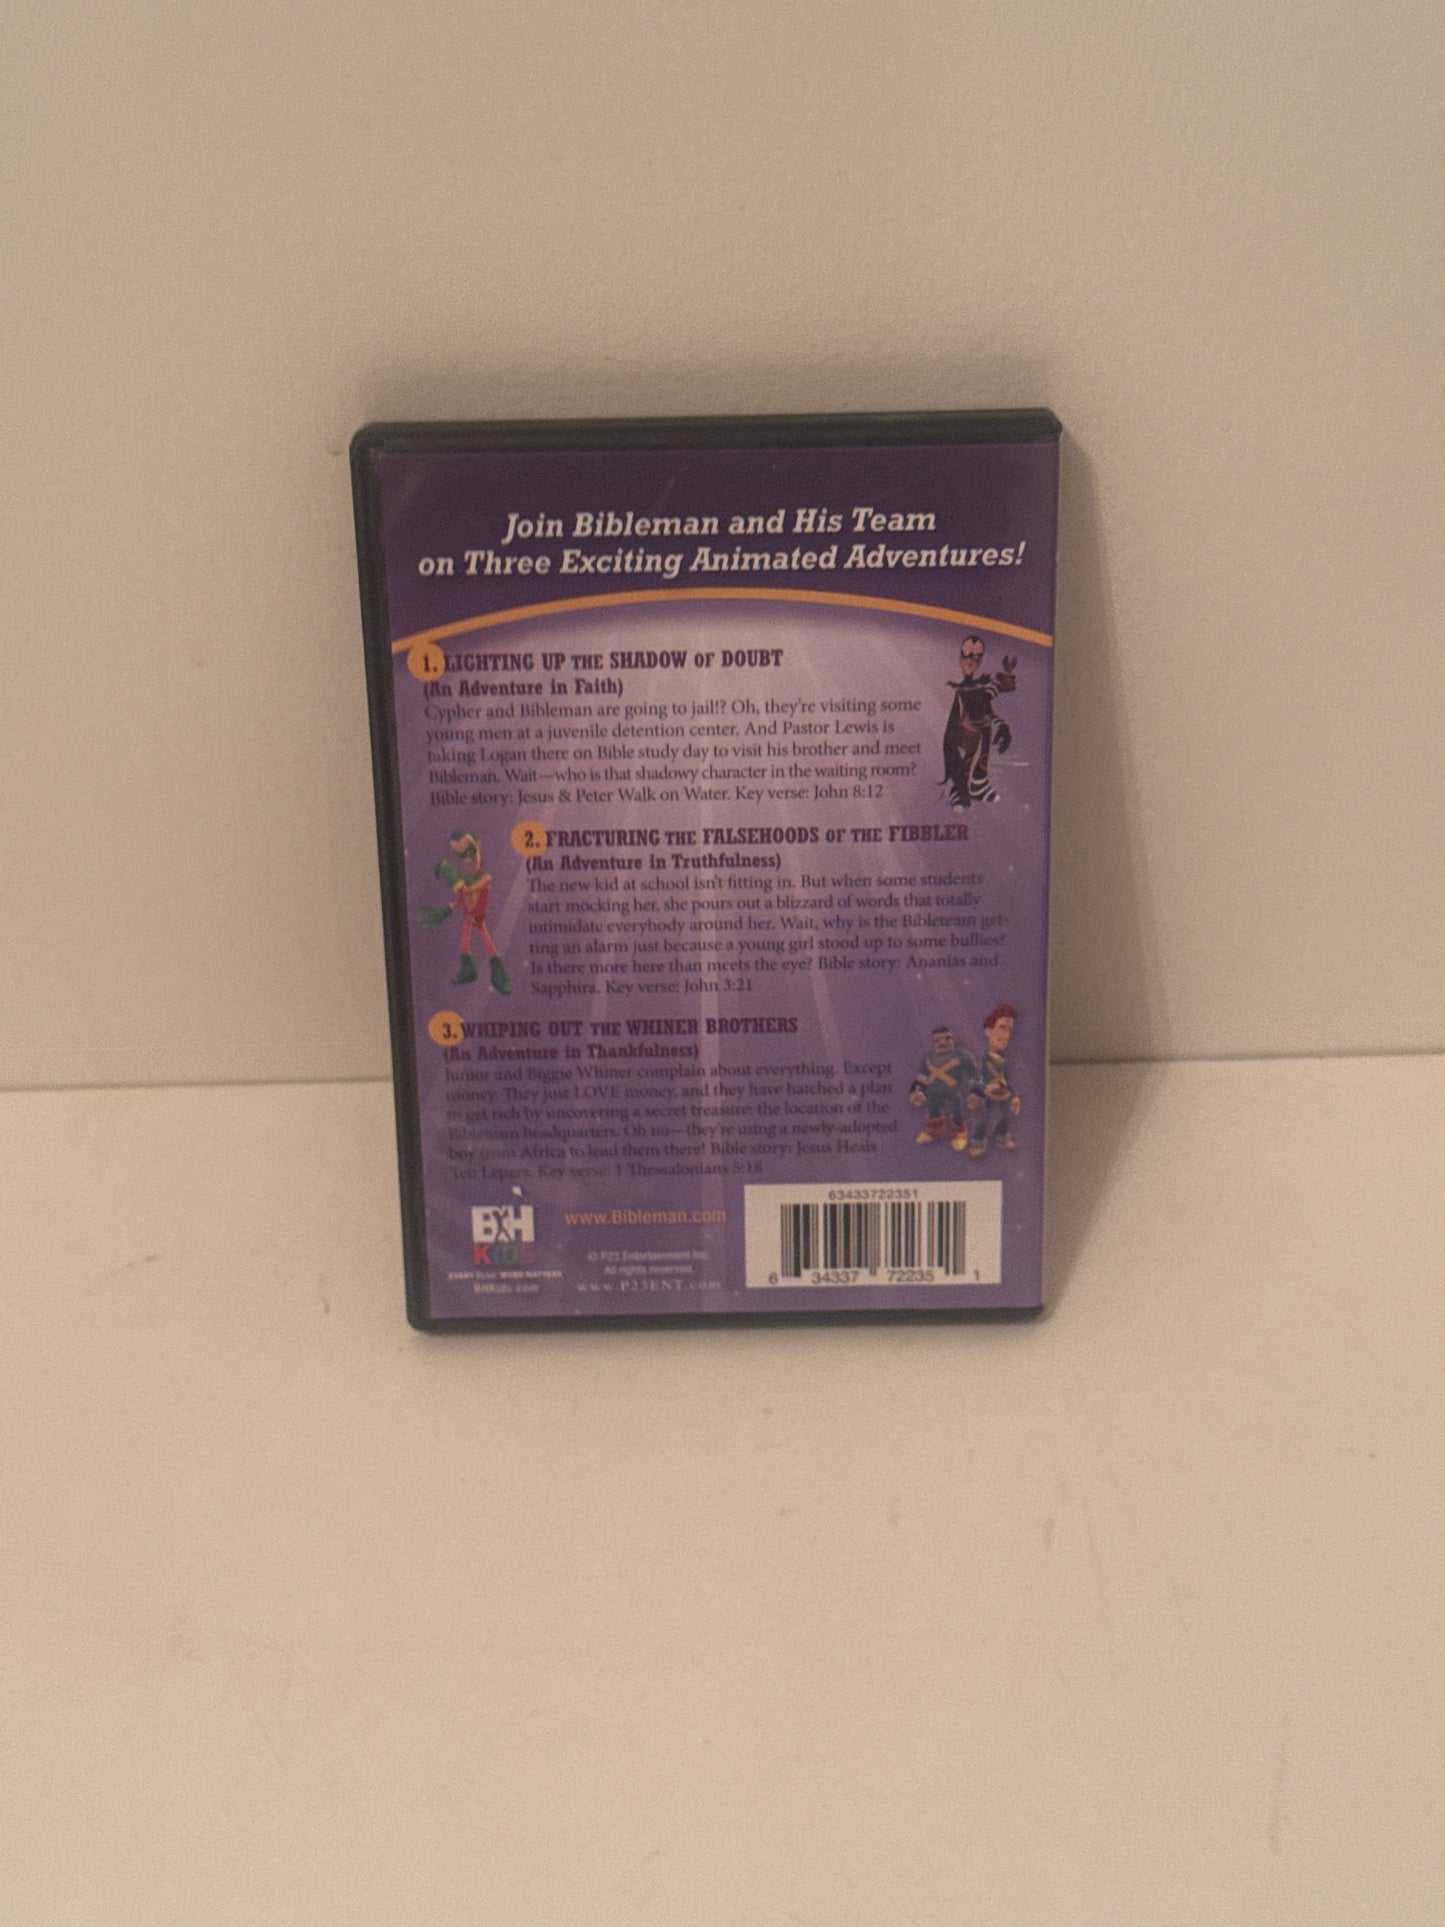 Join Bibleman and His Team
on Three Exciting Animated Adventures!
1. LIGHTING UP THE SHADOW OF DOUBT
(An Adventure in Faith)
Cypher and Bibleman are going to jail!? Oh, they're visiting some
young men at a juvenile detention center. And Pastor Lewis is
taking Logan there on Bible study day to visit his brother and meet
Bibleman. Wait—who is that shadowy character in the waiting room?
Bible story: Jesus & Peter Walk on Water. Key verse: John 8:12
2. FRACTURING THE FALSEHOODS OF THE FIBBLER
(An Adventure in Truthfulness)
The new kid at school isn't fitting in. But when some students
start mocking her, she pours out a blizzard of words that totally
intimidate everybody around her. Wait, why is the Bibleteam get-
ting an alarm just because a young girl stood up to some bullies?
Is there more here than meets the eye? Bible story: Ananias and
Sapphira. Key verse: John 3:21
3. WHIPING OUT THE WHINER BROTHERS
(An Adventure in Thankfulness)
Junior and Biggie Whiner complain about everything. Except
money. They just LOVE money, and they have hatched a plan
to get rich by uncovering a secret treasure: the location of the
Bibleteam headquarters. Oh no—they're using a newly-adopted
boy from Africa to lead them there! Bible story: Jesus Heals
Ten Lepers. Key verse: 1 Thessalonians 5:18
63433722351
B&H
KIDS
www.Bibleman.com
EVERY WORD MATTERS
BHKids.com
© P23 Entertainment Inc.
All rights reserved.
www.P23ENT.com
6 34337 72235 1